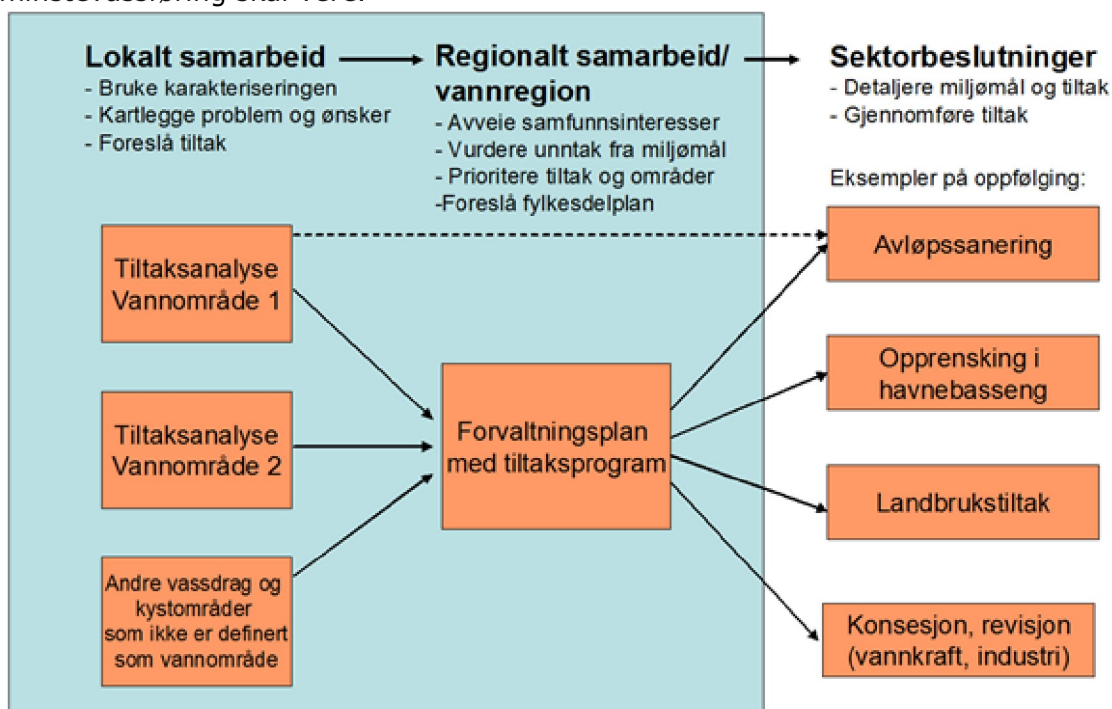 minstevassføring skal vere.
Lokalt samarbeid
- Bruke karakteriseringen
- Kartlegge problem og ønsker
- Foreslå tiltak
Regionalt samarbeid/
vannregion
- Avveie samfunnsinteresser
- Vurdere unntak fra miljømål
- Prioritere tiltak og områder
-Foreslå fylkesdelplan
Sektorbeslutninger
- Detaljere miljømål og tiltak
- Gjennomføre tiltak
Eksempler på oppfølging:
Tiltaksanalyse
Vannområde 1
Tiltaksanalyse
Vannområde 2
Andre vassdrag og
kystområder
som ikke er definert
som vannområde
Forvaltningsplan
med tiltaksprogram
Avløpssanering
Opprensking i
havnebasseng
Landbrukstiltak
Konsesjon, revisjon
(vannkraft, industri)